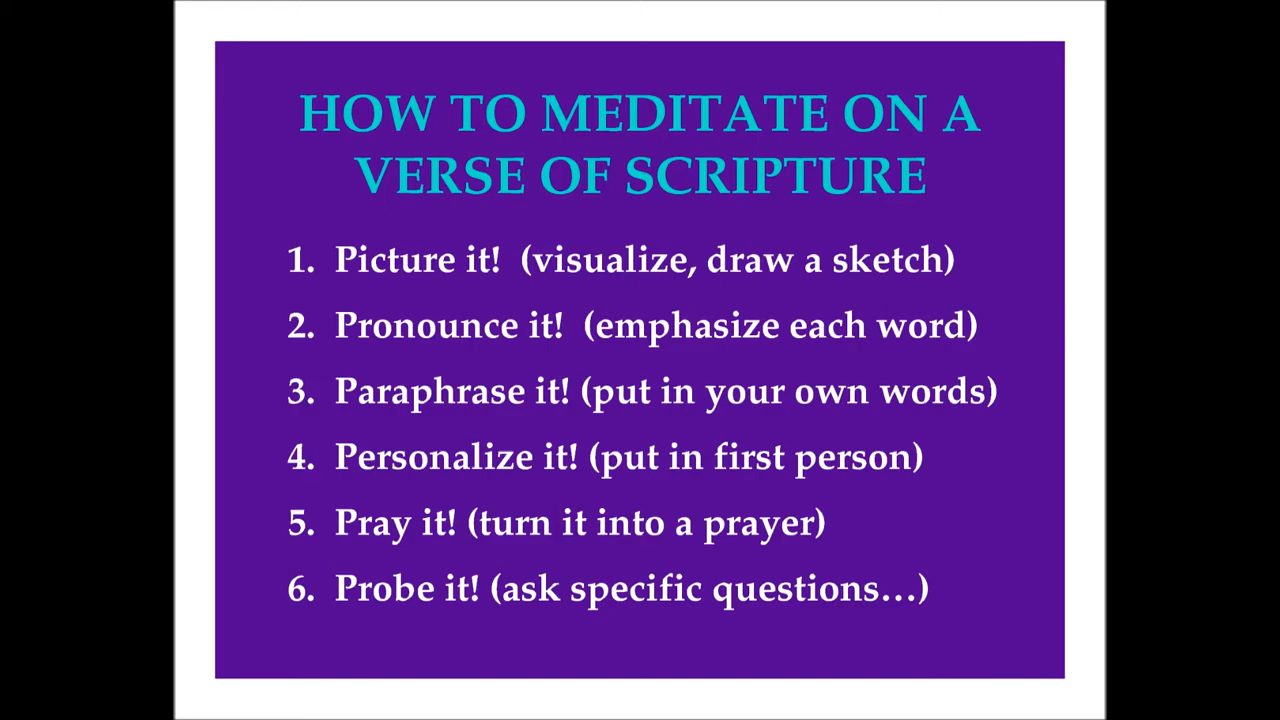 HOW TO MEDITATE ON A
VERSE OF SCRIPTURE
1. Picture it! (visualize, draw a sketch)
2. Pronounce it! (emphasize each word)
3. Paraphrase it! (put in your own words)
4. Personalize it! (put in first person)
5. Pray it! (turn it into a prayer)
6. Probe it! (ask specific questions...)